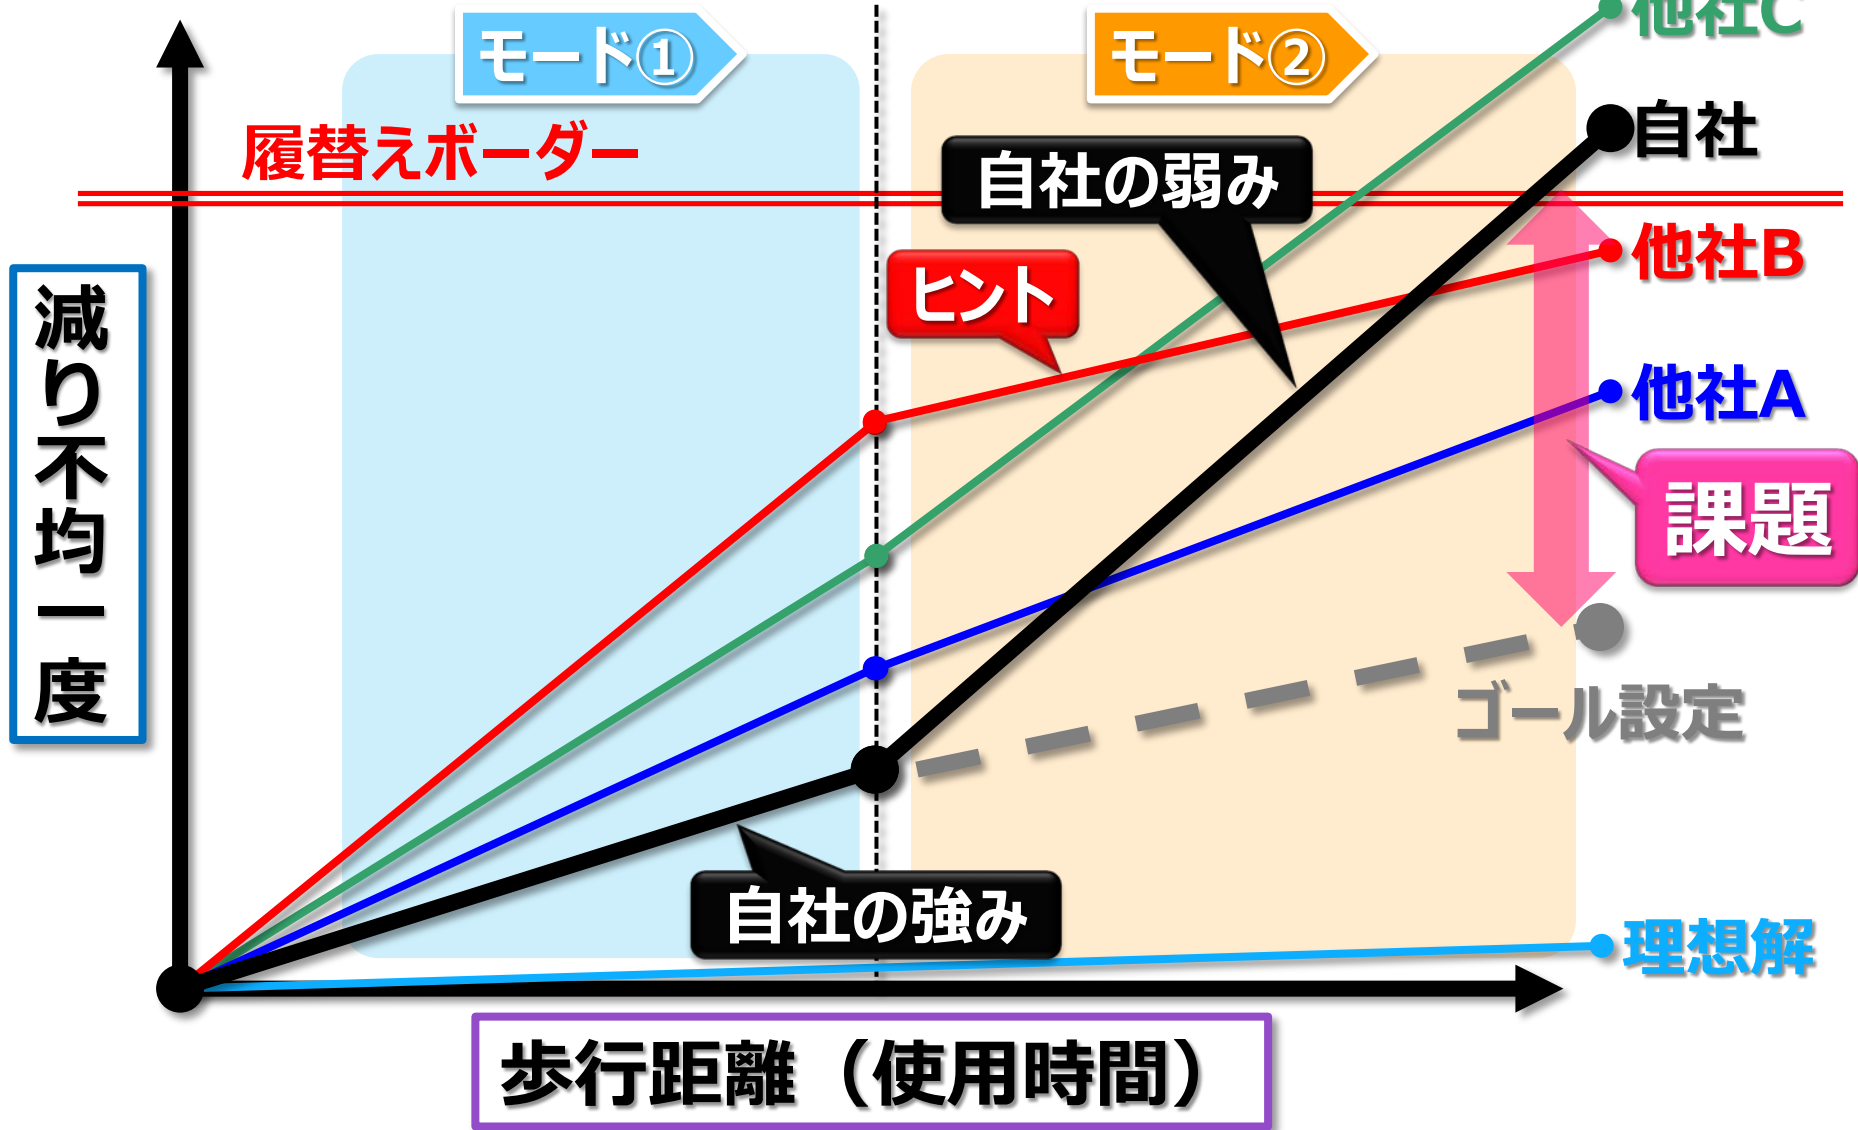 モード①
モード②
他社C
自社
履替えボーダー
自社の弱み
他社B
ヒント
減り不均一度
他社A
課題
ゴール設定
自社の強み
理想解
歩行距離（使用時間）